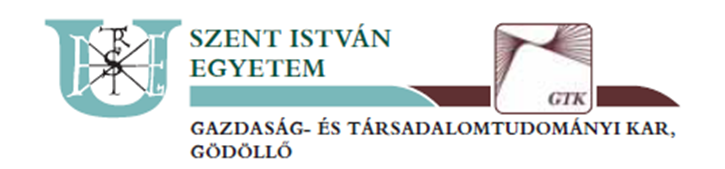 SZENT ISTVÁN
EGYETEM
GTK
GAZDASÁG- ÉS TÁRSADALOMTUDOMÁNYI KAR,
GÖDÖLLŐ